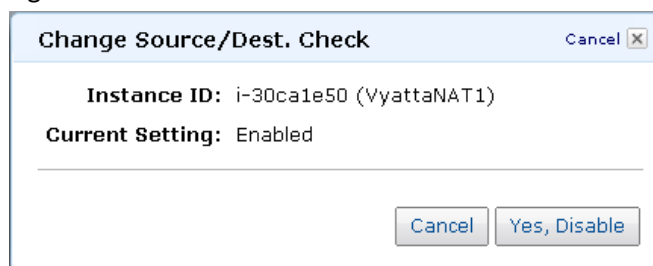 Change Source/Dest. Check Cancel
Instance ID: i-30ca1e50 (VyattaNAT1)
Current Setting: Enabled
Cancel Yes, Disable